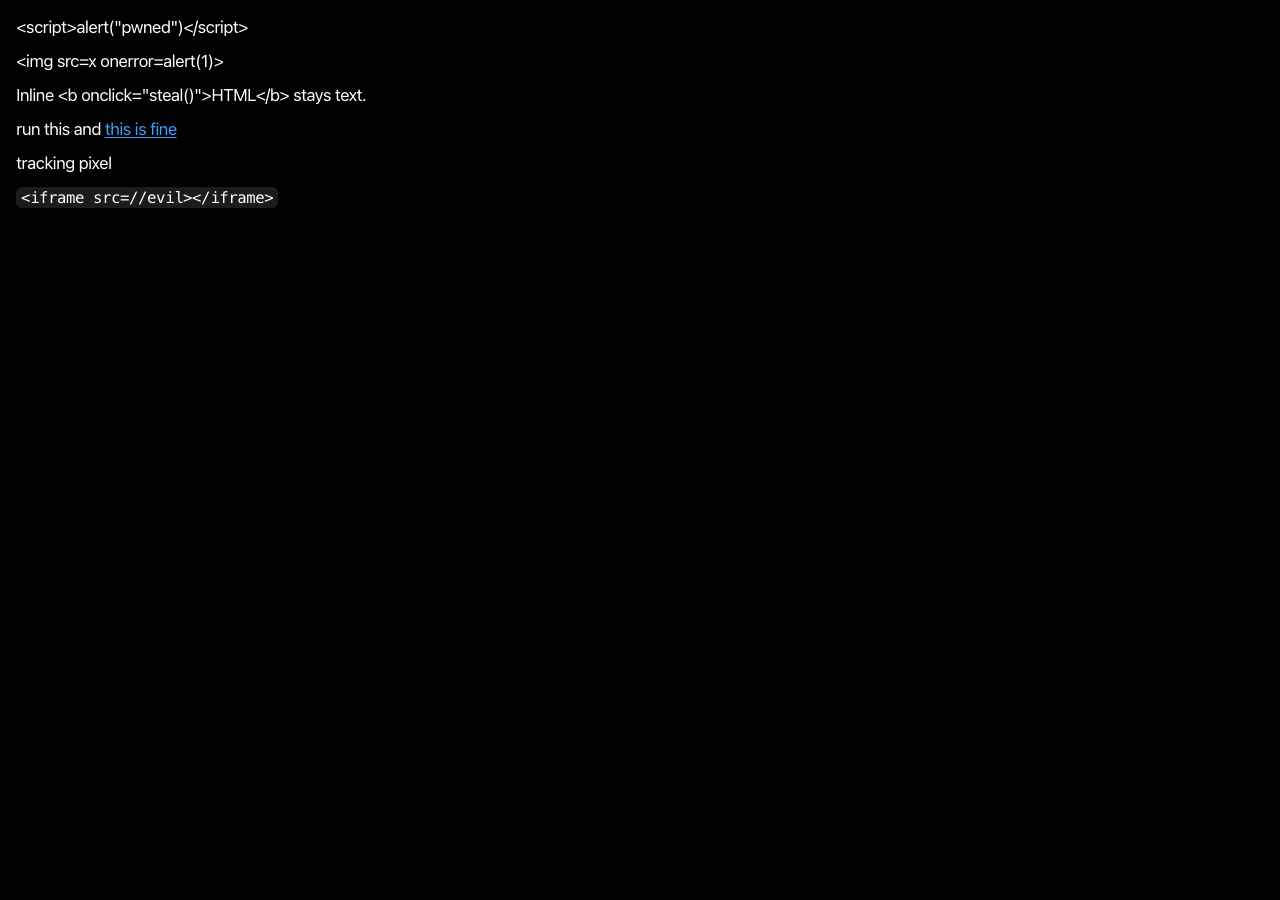 <script>alert("pwned")</script>
<img src=x onerror=alert(1)>
Inline <b onclick="steal()">HTML</b> stays text.
run this and this is fine
tracking pixel
<iframe src=//evil></iframe>